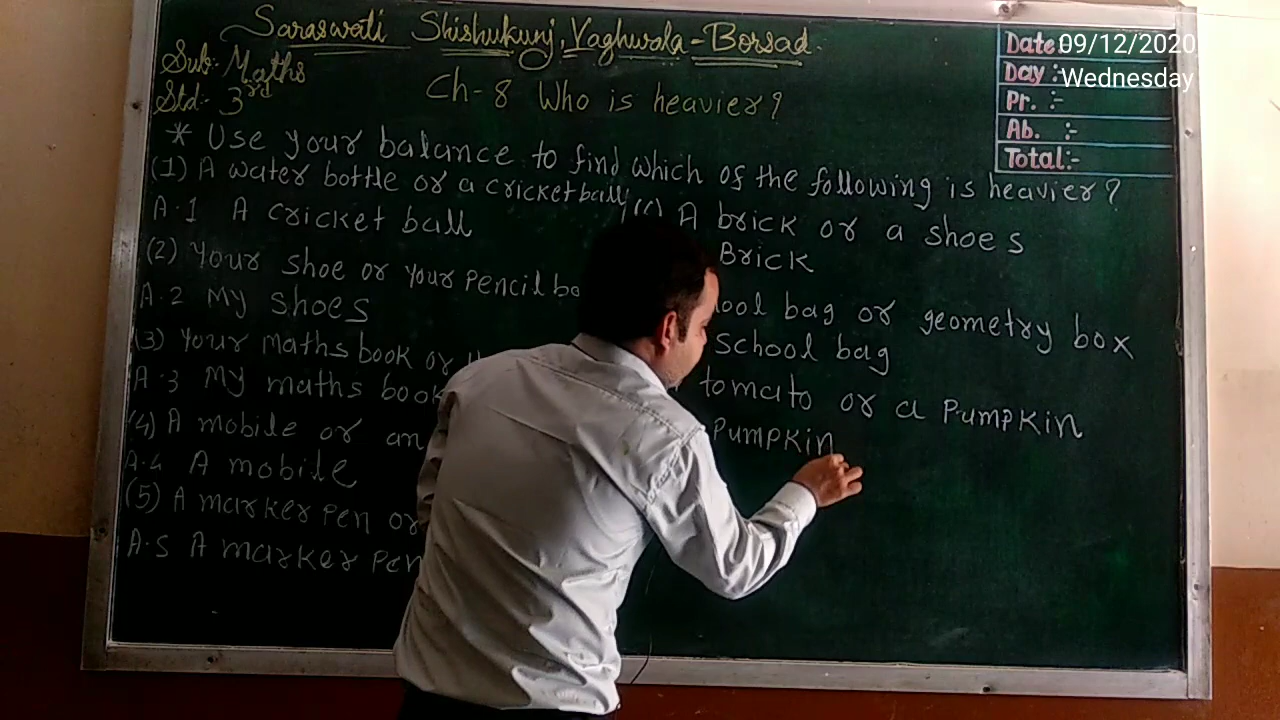 Saraswati Shishukunj, Vaghwala - Borsad.
Sub:- Maths
Std:- 3rd
Ch-8 Who is heavier?
Date: 09/12/2020
Day :- Wednesday
Pr. :-
Ab. :-
Total:-
* Use your balance to find which of the following is heavier?
(1) A water bottle or a cricket ball
A.1 A cricket ball
(2) Your shoe or your Pencil bo
A.2 My shoes
(3) Your maths book or
A.3 My maths book
(4) A mobile or an
A.4 A mobile
(5) A marker pen or
A.5 A marker Pen
A brick or a shoes
Brick
ool bag or geometry box
School bag
tomato or a Pumpkin
Pumpkin